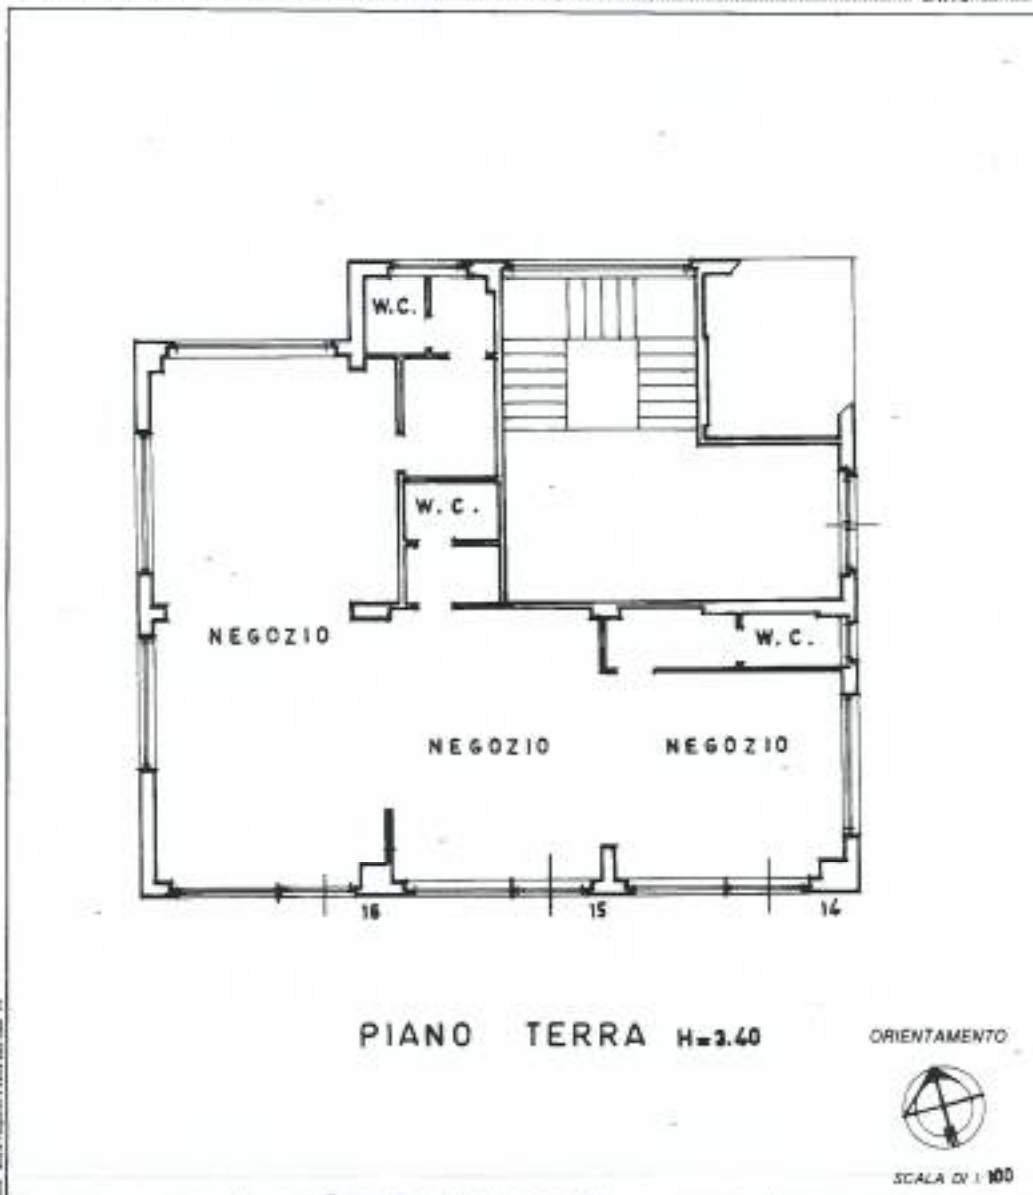 W.C.
W.C.
NEGOZIO
W.C.
NEGOZIO
NEGOZIO
16
15
14
PIANO TERRA H=3.40
ORIENTAMENTO
SCALA DI 1:100